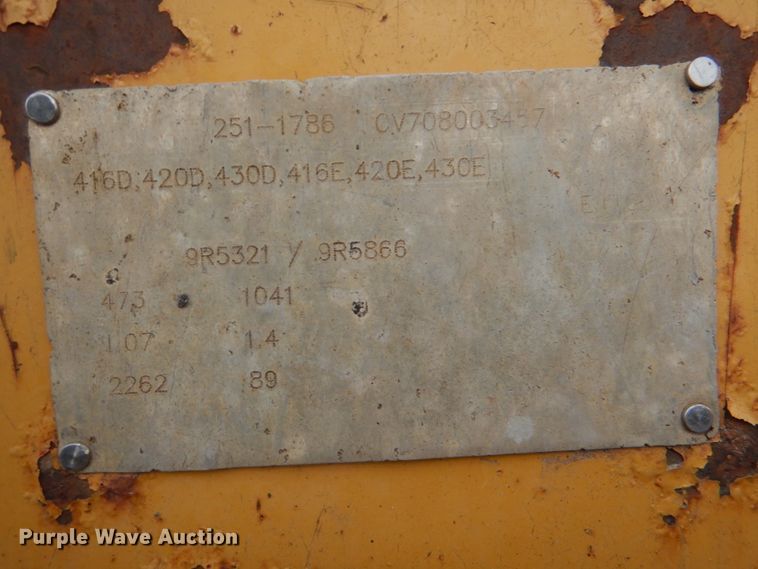 251-1786 CV708003457
416D,420D,430D,416E,420E,430E
9R5321 / 9R5866
473 1041
1.07 1.4
2262 89
Purple Wave Auction